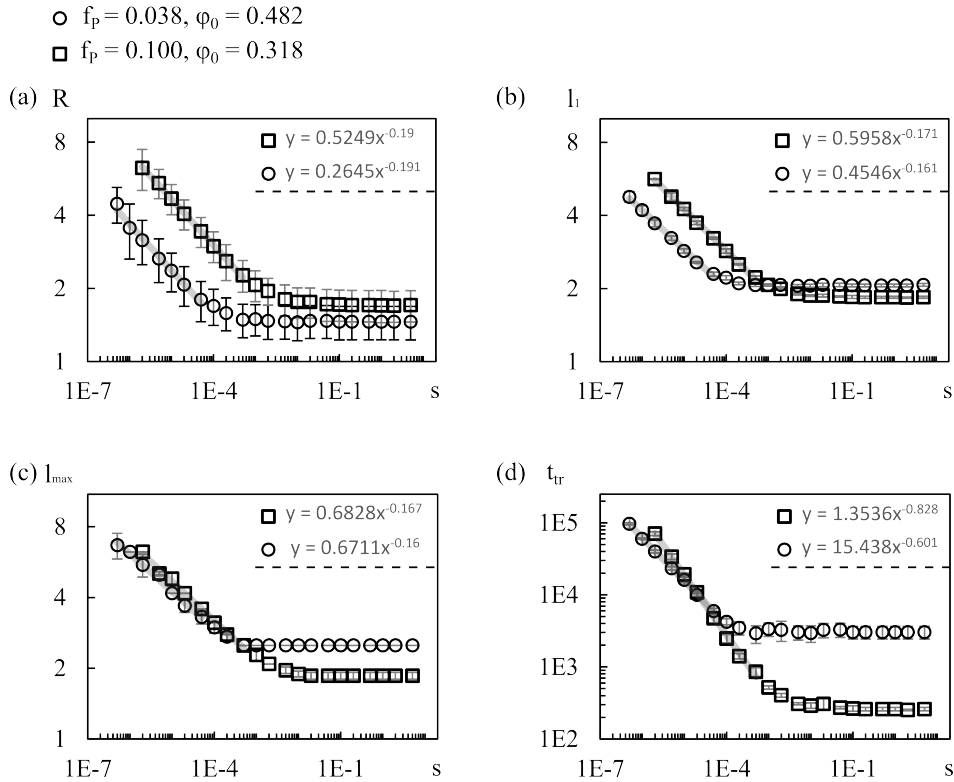 f_P = 0.038, φ_0 = 0.482
f_P = 0.100, φ_0 = 0.318
(a) R
8
4
2
1
1E-7
1E-4
1E-1
s
y = 0.5249x^-0.19
y = 0.2645x^-0.191
(b) l_1
8
4
2
1
1E-7
1E-4
1E-1
s
y = 0.5958x^-0.171
y = 0.4546x^-0.161
(c) l_max
8
4
2
1
1E-7
1E-4
1E-1
s
y = 0.6828x^-0.167
y = 0.6711x^-0.16
(d) t_tr
1E5
1E4
1E3
1E2
1E-7
1E-4
1E-1
s
y = 1.3536x^-0.828
y = 15.438x^-0.601